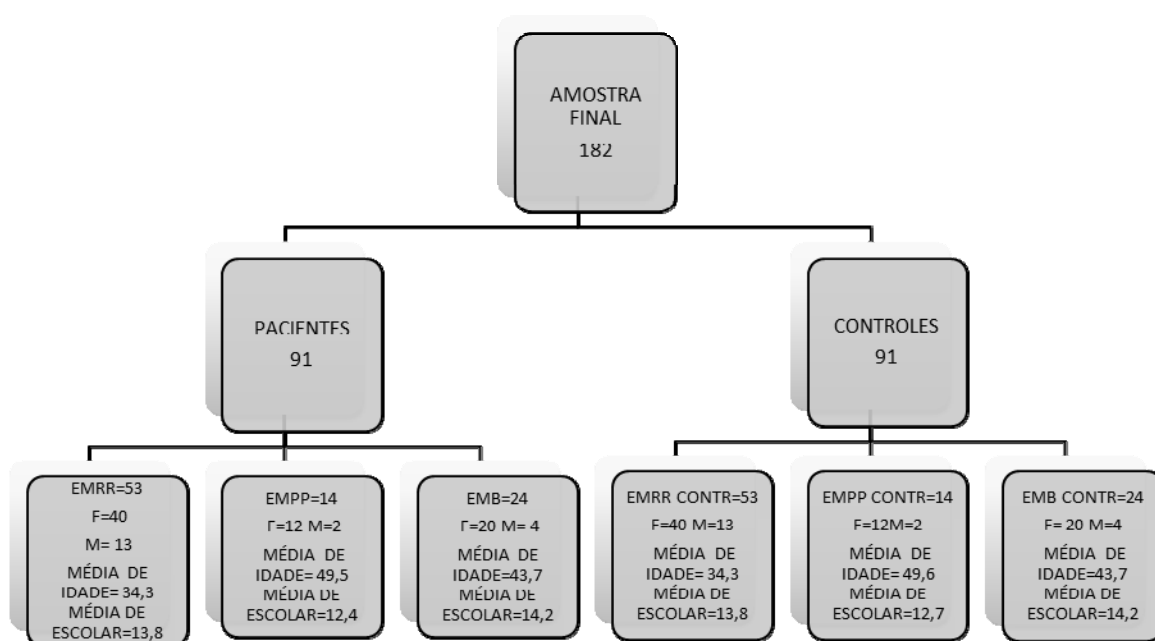 AMOSTRA
FINAL
182
PACIENTES
91
CONTROLES
91
EMRR=53
F=40
M= 13
MÉDIA DE
IDADE= 34,3
MÉDIA DE
ESCOLAR=13,8
EMPP=14
F=12 M=2
MÉDIA DE
IDADE= 49,5
MÉDIA DE
ESCOLAR=12,4
EMB=24
F=20 M= 4
MÉDIA DE
IDADE=43,7
MÉDIA DE
ESCOLAR=14,2
EMRR CONTR=53
F=40 M=13
MÉDIA DE
IDADE= 34,3
MÉDIA DE
ESCOLAR=13,8
EMPP CONTR=14
F=12M=2
MÉDIA DE
IDADE= 49,6
MÉDIA DE
ESCOLAR=12,7
EMB CONTR=24
F= 20 M=4
MÉDIA DE
IDADE=43,7
MÉDIA DE
ESCOLAR=14,2